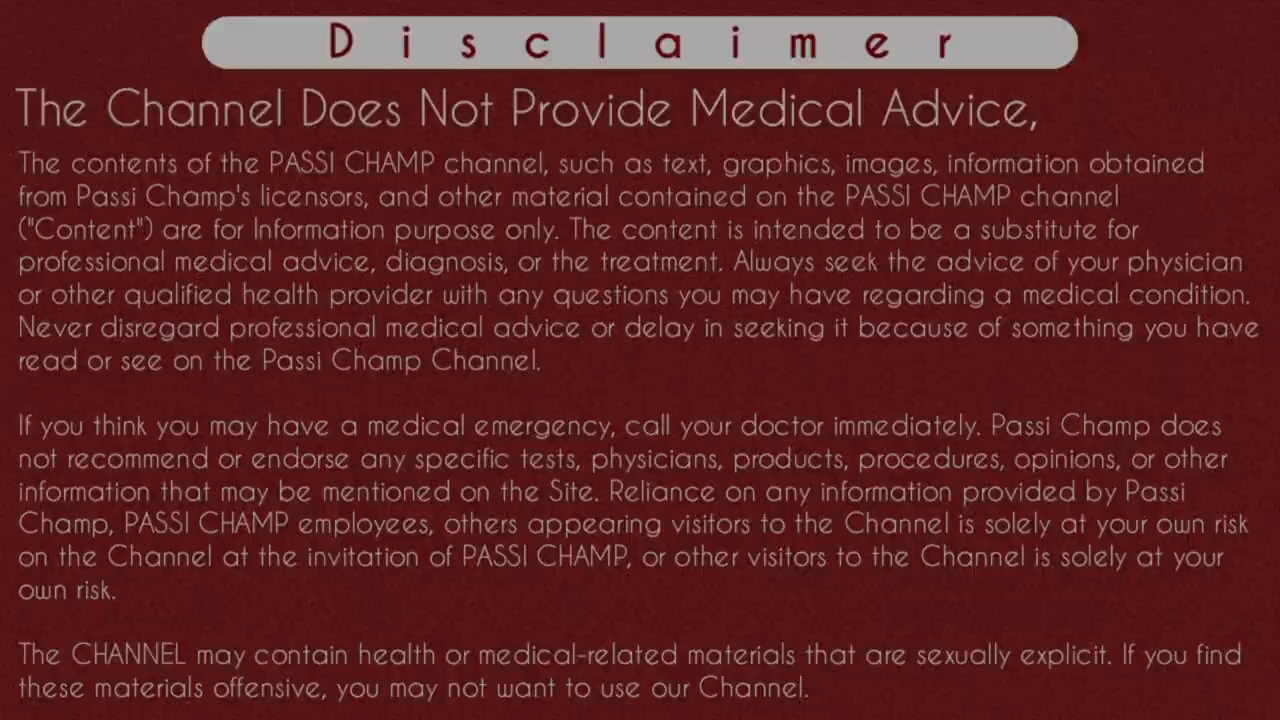 Disclaimer
The Channel Does Not Provide Medical Advice,
The contents of the PASSI CHAMP channel, such as text, graphics, images, information obtained
from Passi Champ's licensors, and other material contained on the PASSI CHAMP channel
("Content") are for Information purpose only. The content is intended to be a substitute for
professional medical advice, diagnosis, or the treatment. Always seek the advice of your physician
or other qualified health provider with any questions you may have regarding a medical condition.
Never disregard professional medical advice or delay in seeking it because of something you have
read or see on the Passi Champ Channel.
If you think you may have a medical emergency, call your doctor immediately. Passi Champ does
not recommend or endorse any specific tests, physicians, products, procedures, opinions, or other
information that may be mentioned on the Site. Reliance on any information provided by Passi
Champ, PASSI CHAMP employees, others appearing visitors to the Channel is solely at your own risk
on the Channel at the invitation of PASSI CHAMP, or other visitors to the Channel is solely at your
own risk.
The CHANNEL may contain health or medical-related materials that are sexually explicit. If you find
these materials offensive, you may not want to use our Channel.